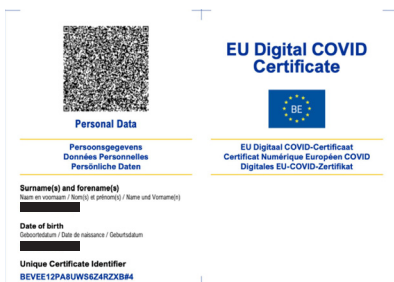 Personal Data
Persoonsgegevens
Données Personnelles
Persönliche Daten
Surname(s) and forename(s)
Naam en voornaam / Nom(s) et prénom(s) / Name und Vorname(n)
Date of birth
Geboortedatum / Date de naissance / Geburtsdatum
Unique Certificate Identifier
BEVEE12PA8UWS6Z4RZXB#4
EU Digital COVID
Certificate
BE
EU Digitaal COVID-Certificaat
Certificat Numérique Européen COVID
Digitales EU-COVID-Zertifikat